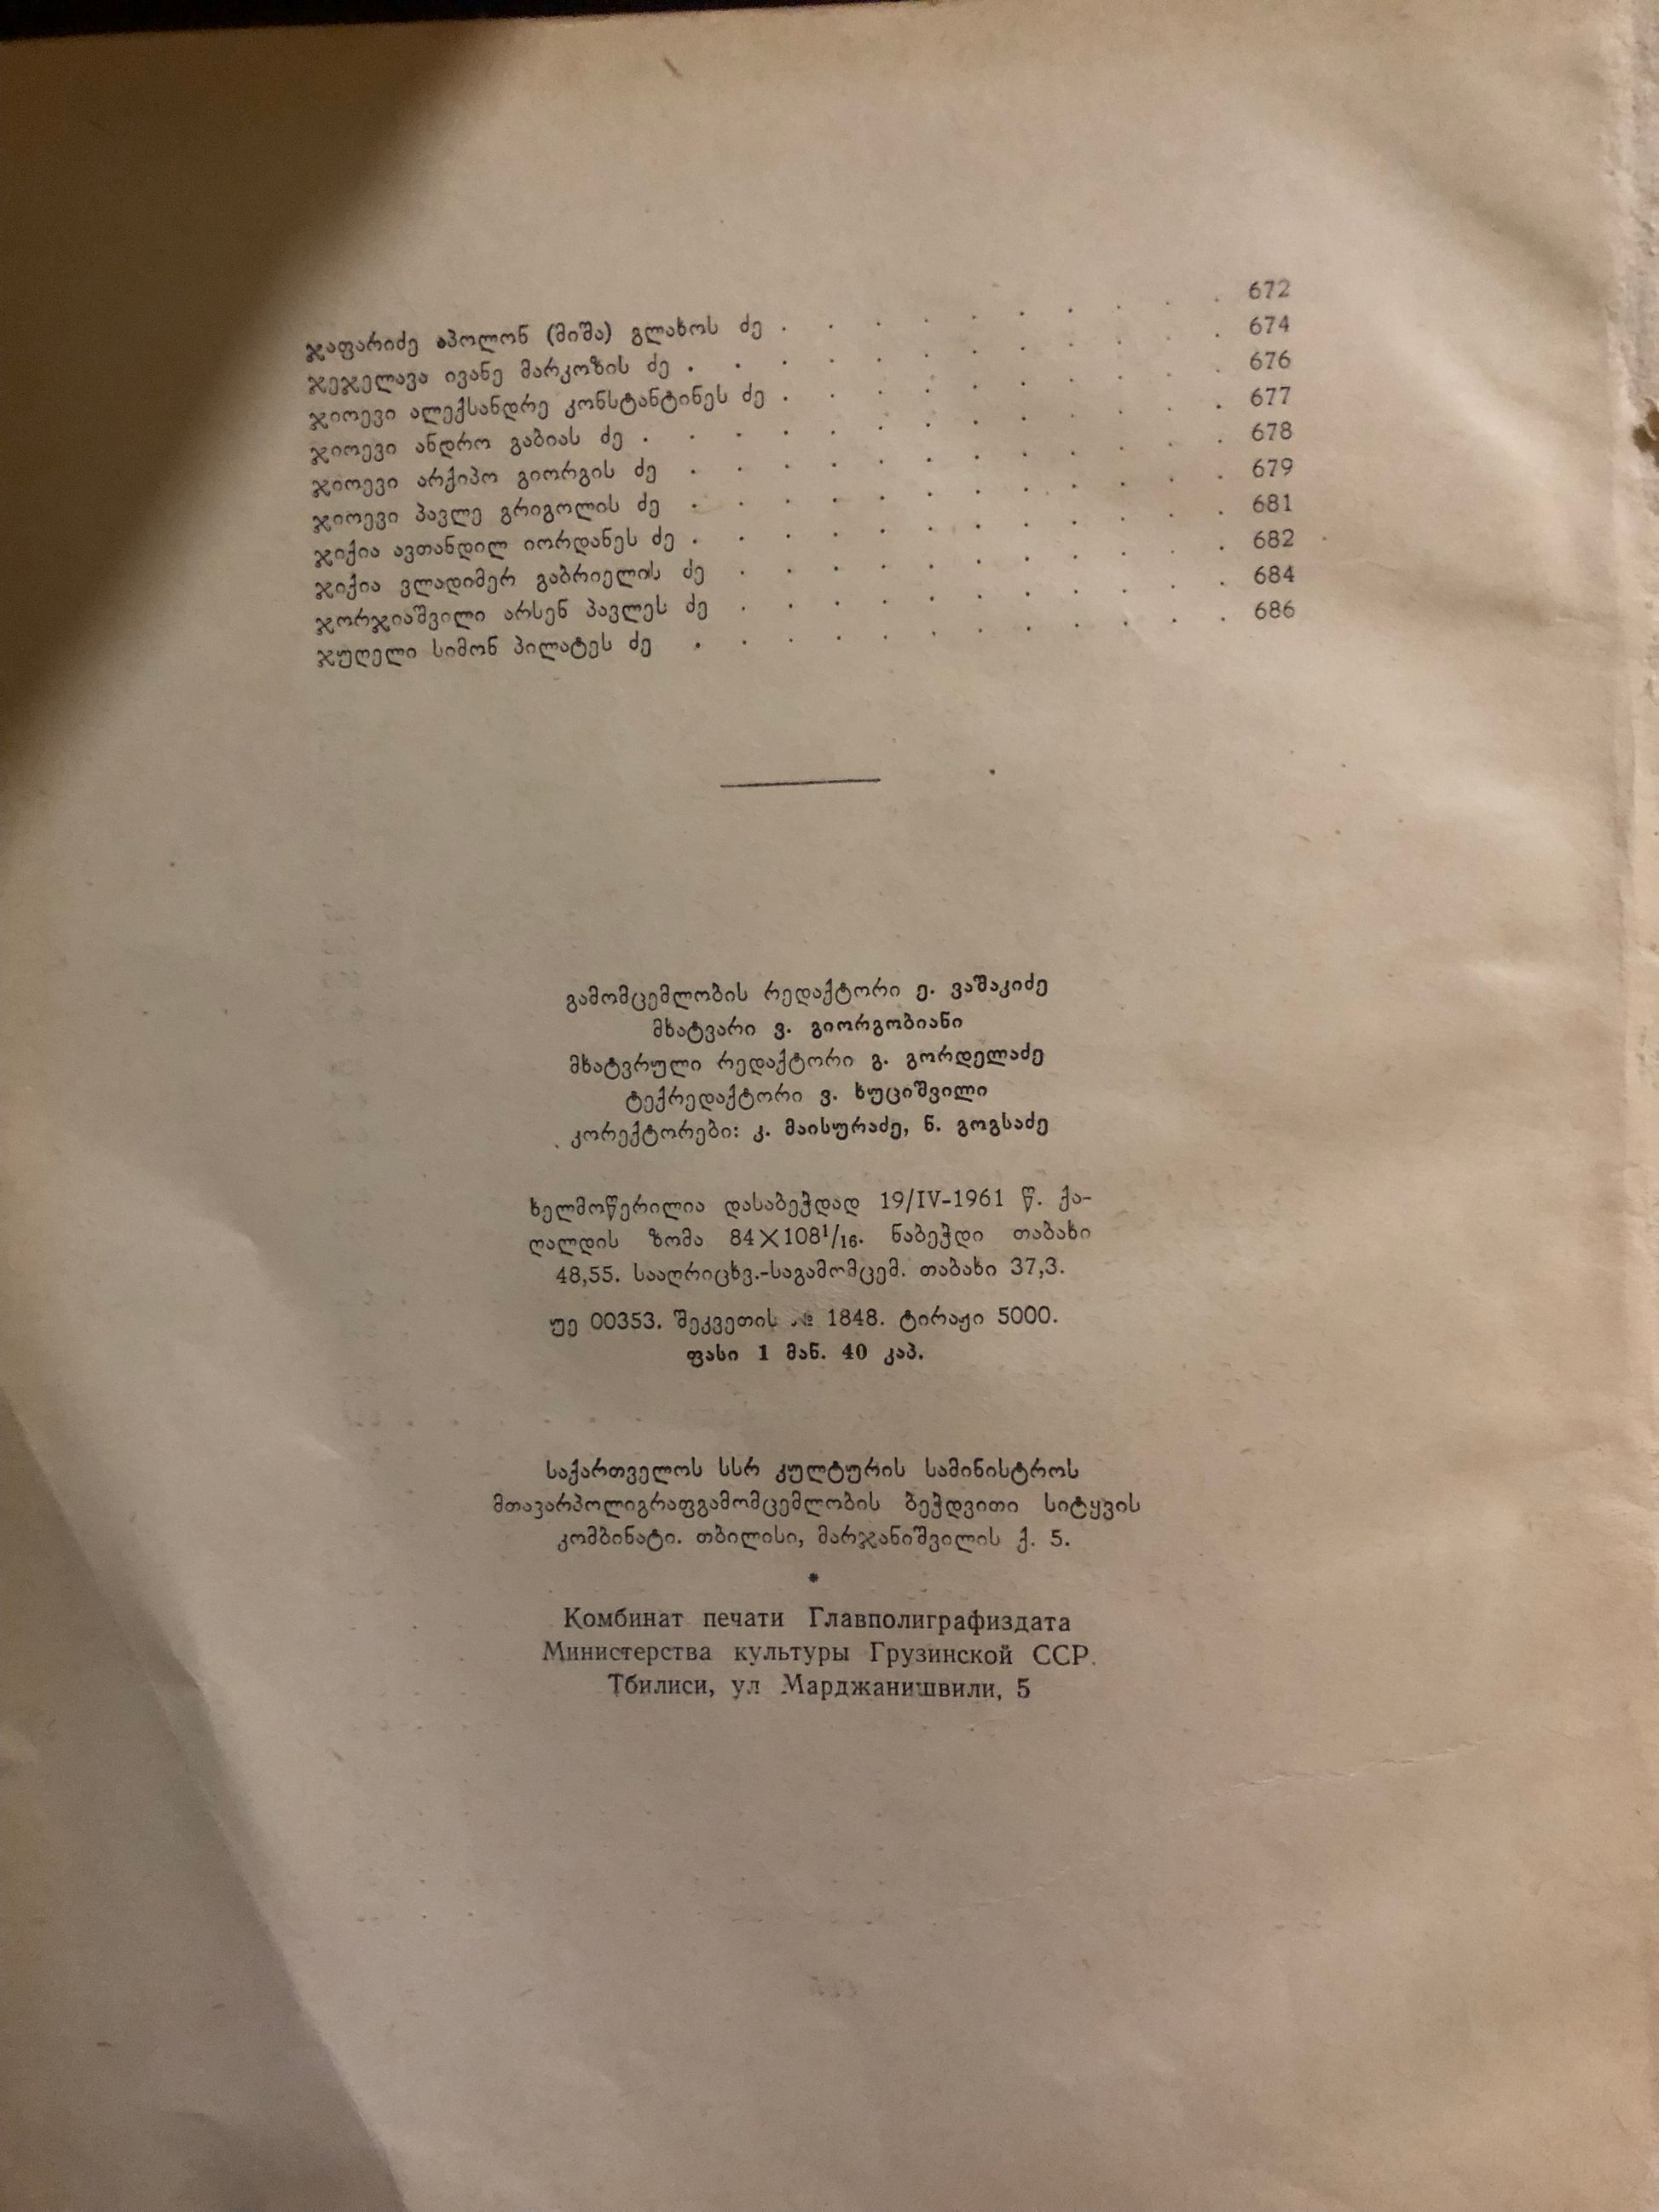 ჯაფარიძე აპოლონ (მიშა) გლახოს ძე . . . . . . . . . . 672
ჯეჯელავა ივანე მარკოზის ძე . . . . . . . . . . . . 674
ჯიოევი ალექსანდრე კონსტანტინეს ძე . . . . . . . . . . 676
ჯიოევი ანდრო გაბიას ძე . . . . . . . . . . . . . 677
ჯიოევი არქიპო გიორგის ძე . . . . . . . . . . . . 678
ჯიოევი პავლე გრიგოლის ძე . . . . . . . . . . . . 679
ჯიქია ავთანდილ იორდანეს ძე . . . . . . . . . . . . 681
ჯიქია ვლადიმერ გაბრიელის ძე . . . . . . . . . . . 682
ჯორჯიაშვილი არსენ პავლეს ძე . . . . . . . . . . . 684
ჯუღელი სიმონ პილატეს ძე . . . . . . . . . . . . 686
გამომცემლობის რედაქტორი ე. ვაშაკიძე
მხატვარი ვ. გიორგობიანი
მხატვრული რედაქტორი გ. გორდელაძე
ტექრედაქტორი ვ. ხუციშვილი
კორექტორები: კ. მაისურაძე, ნ. გოგსაძე
ხელმოწერილია დასაბეჭდად 19/IV-1961 წ. ქა-
ღალდის ზომა 84×108¹/₁₆. ნაბეჭდი თაბახი
48,55. სააღრიცხვ.-საგამომცემ. თაბახი 37,3.
უე 00353. შეკვეთის № 1848. ტირაჟი 5000.
ფასი 1 მან. 40 კაპ.
საქართველოს სსრ კულტურის სამინისტროს
მთავარპოლიგრაფგამომცემლობის ბეჭდვითი სიტყვის
კომბინატი. თბილისი, მარჯანიშვილის ქ. 5.
*
Комбинат печати Главполиграфиздата
Министерства культуры Грузинской ССР.
Тбилиси, ул Марджанишвили, 5